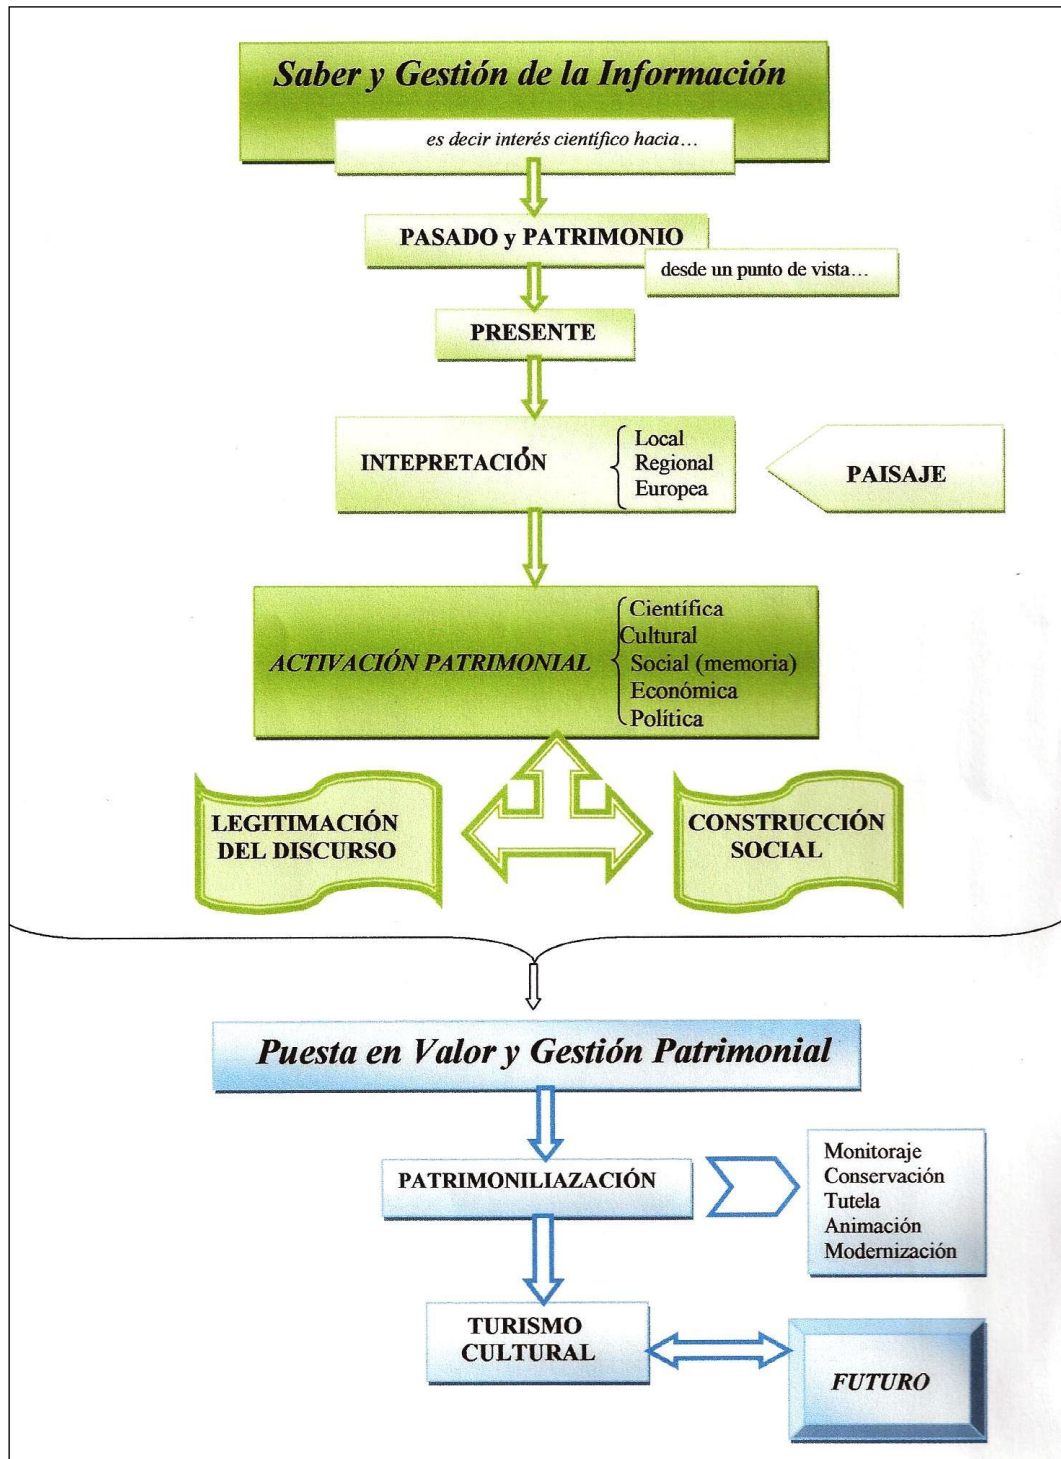 Saber y Gestión de la Información
es decir interés científico hacia…
PASADO y PATRIMONIO
desde un punto de vista…
PRESENTE
INTEPRETACIÓN
Local
Regional
Europea
PAISAJE
ACTIVACIÓN PATRIMONIAL
Científica
Cultural
Social (memoria)
Económica
Política
LEGITIMACIÓN
DEL DISCURSO
CONSTRUCCIÓN
SOCIAL
Puesta en Valor y Gestión Patrimonial
PATRIMONILIAZACIÓN
Monitoraje
Conservación
Tutela
Animación
Modernización
TURISMO
CULTURAL
FUTURO